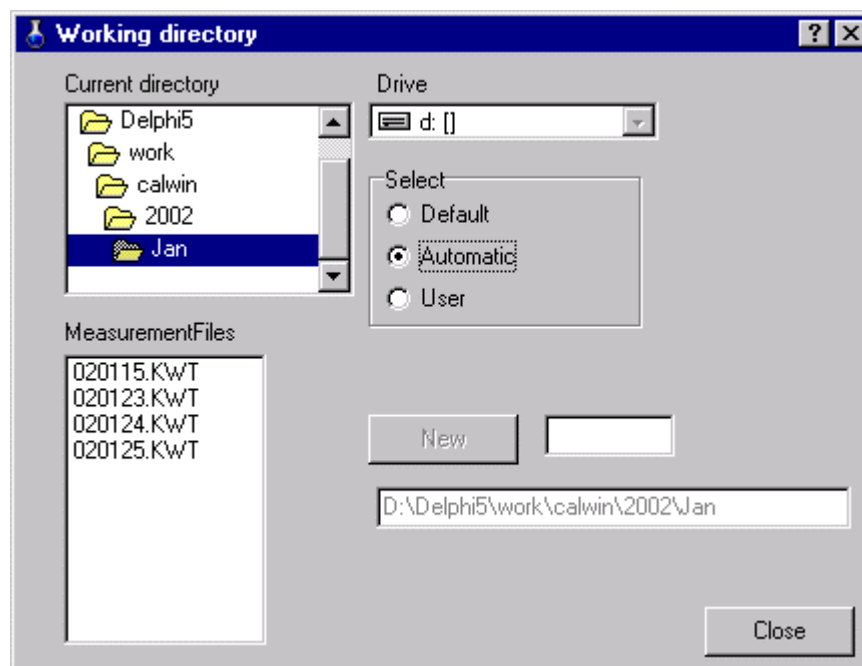 Working directory
Current directory
Delphi5
work
calwin
2002
Jan
Drive
d: []
Select
Default
Automatic
User
MeasurementFiles
020115.KWT
020123.KWT
020124.KWT
020125.KWT
New
D:\Delphi5\work\calwin\2002\Jan
Close